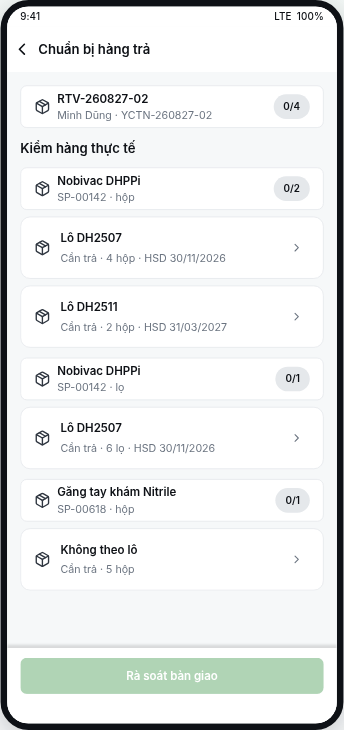 9:41
LTE 100%
Chuẩn bị hàng trả
RTV-260827-02
0/4
Minh Dũng · YCTN-260827-02
Kiểm hàng thực tế
Nobivac DHPPi
0/2
SP-00142 · hộp
Lô DH2507
Cần trả · 4 hộp · HSD 30/11/2026
Lô DH2511
Cần trả · 2 hộp · HSD 31/03/2027
Nobivac DHPPi
0/1
SP-00142 · lọ
Lô DH2507
Cần trả · 6 lọ · HSD 30/11/2026
Găng tay khám Nitrile
0/1
SP-00618 · hộp
Không theo lô
Cần trả · 5 hộp
Rà soát bàn giao